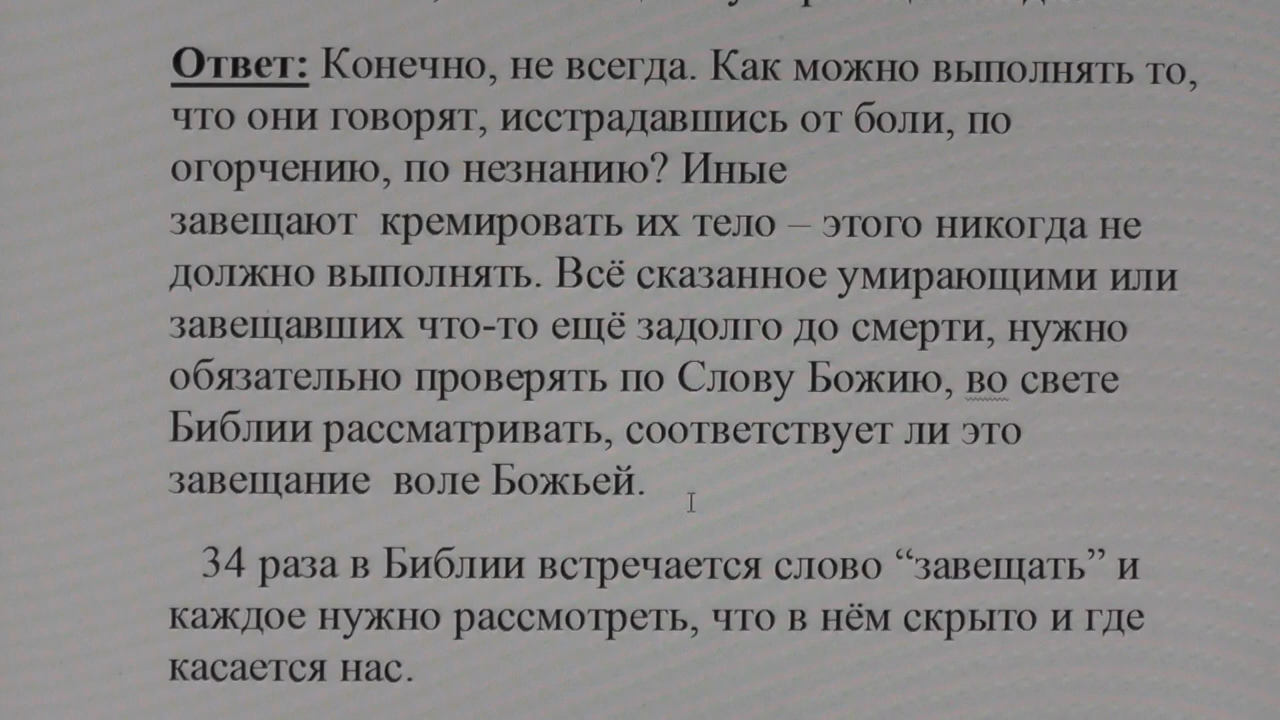 Ответ: Конечно, не всегда. Как можно выполнять то,
что они говорят, исстрадавшись от боли, по
огорчению, по незнанию? Иные
завещают  кремировать их тело – этого никогда не
должно выполнять. Всё сказанное умирающими или
завещавших что-то ещё задолго до смерти, нужно
обязательно проверять по Слову Божию, во свете
Библии рассматривать, соответствует ли это
завещание  воле Божьей.
34 раза в Библии встречается слово “завещать” и
каждое нужно рассмотреть, что в нём скрыто и где
касается нас.